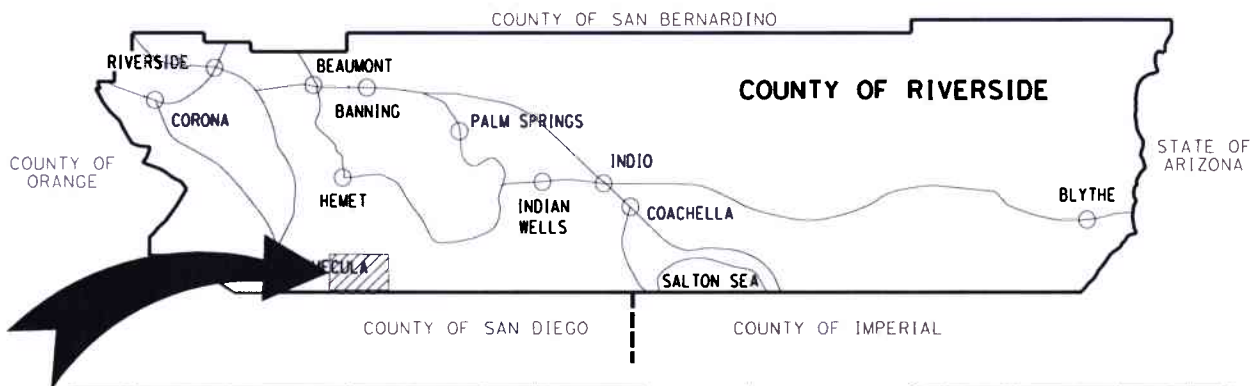 COUNTY OF SAN BERNARDINO
RIVERSIDE
BEAUMONT
COUNTY OF RIVERSIDE
BANNING
CORONA
PALM SPRINGS
COUNTY OF
ORANGE
INDIO
STATE OF
ARIZONA
HEMET
INDIAN
WELLS
COACHELLA
BLYTHE
SALTON SEA
COUNTY OF SAN DIEGO
COUNTY OF IMPERIAL